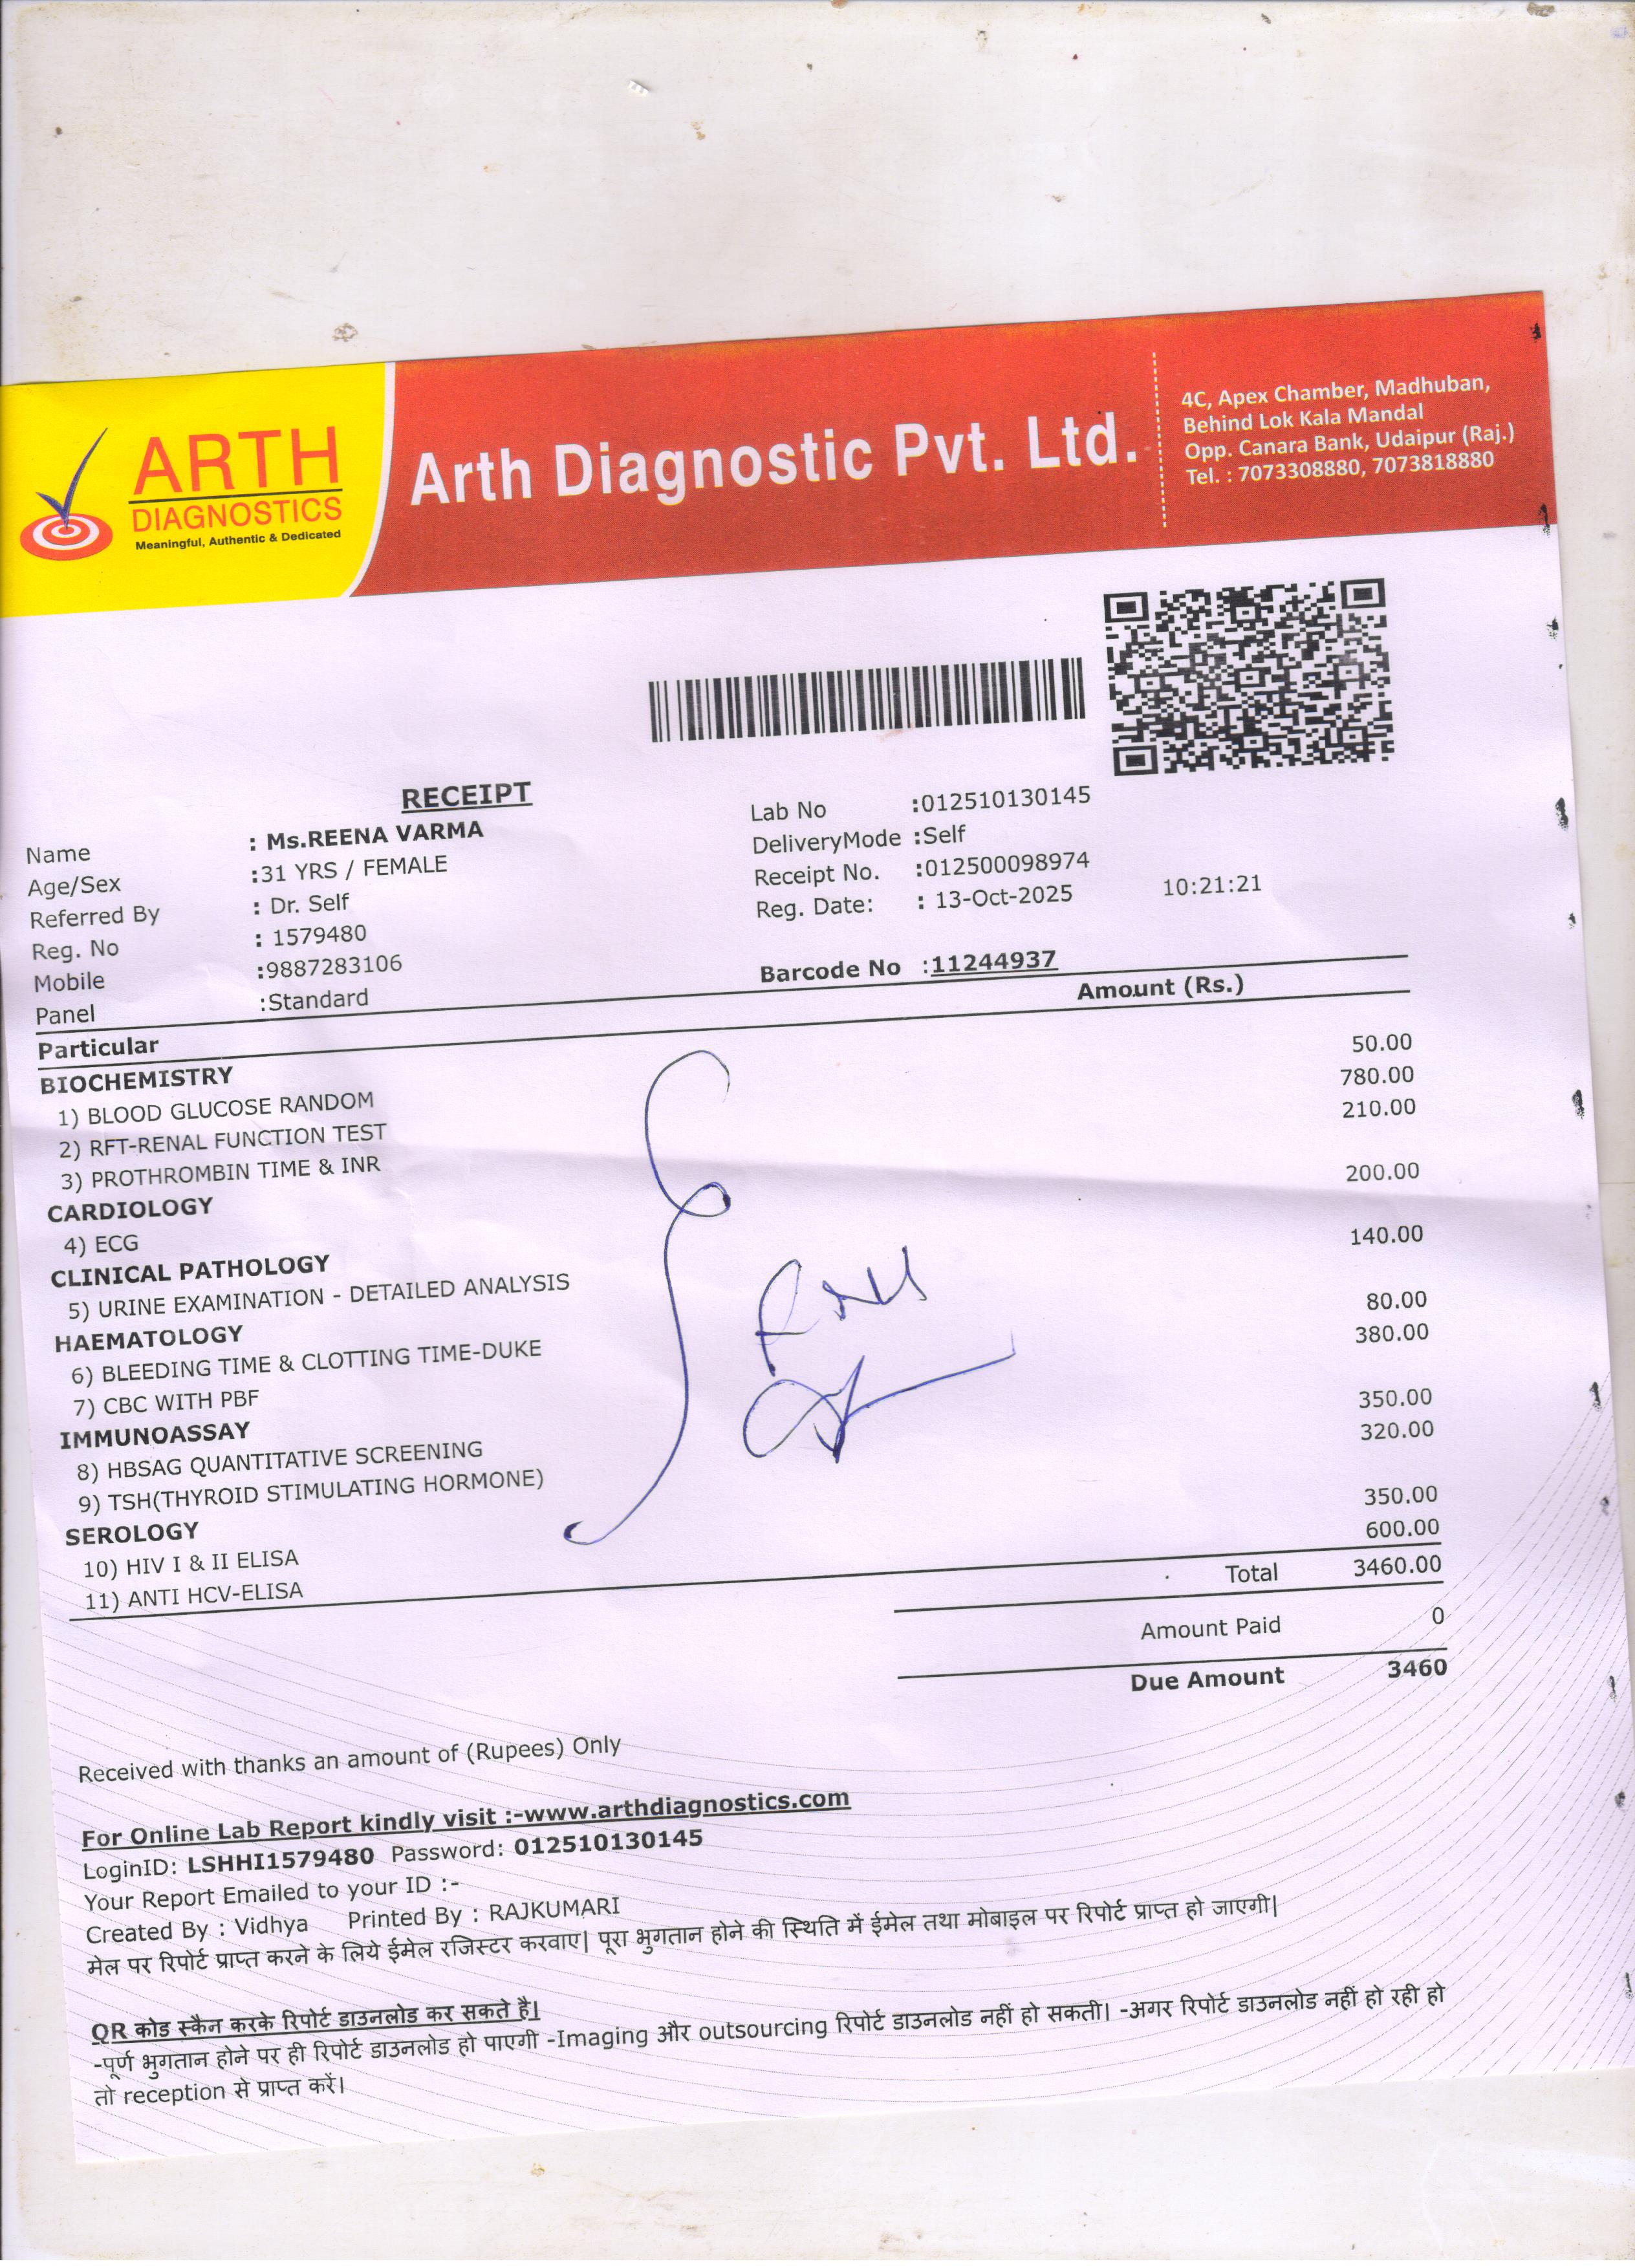 ARTH
DIAGNOSTICS
Meaningful, Authentic & Dedicated
Arth Diagnostic Pvt. Ltd.
4C, Apex Chamber, Madhuban,
Behind Lok Kala Mandal
Opp. Canara Bank, Udaipur (Raj.)
Tel. : 7073308880, 7073818880
RECEIPT
Name : Ms.REENA VARMA
Age/Sex :31 YRS / FEMALE
Referred By : Dr. Self
Reg. No : 1579480
Mobile :9887283106
Panel :Standard
Lab No :012510130145
DeliveryMode :Self
Receipt No. :012500098974
Reg. Date: : 13-Oct-2025 10:21:21
Barcode No :11244937
Particular Amount (Rs.)
BIOCHEMISTRY
1) BLOOD GLUCOSE RANDOM 50.00
2) RFT-RENAL FUNCTION TEST 780.00
3) PROTHROMBIN TIME & INR 210.00
CARDIOLOGY
4) ECG 200.00
CLINICAL PATHOLOGY
5) URINE EXAMINATION - DETAILED ANALYSIS 140.00
HAEMATOLOGY
6) BLEEDING TIME & CLOTTING TIME-DUKE 80.00
7) CBC WITH PBF 380.00
IMMUNOASSAY
8) HBSAG QUANTITATIVE SCREENING 350.00
9) TSH(THYROID STIMULATING HORMONE) 320.00
SEROLOGY
10) HIV I & II ELISA 350.00
11) ANTI HCV-ELISA 600.00
Total 3460.00
Amount Paid 0
Due Amount 3460
Received with thanks an amount of (Rupees) Only
For Online Lab Report kindly visit :-www.arthdiagnostics.com
LoginID: LSHHI1579480 Password: 012510130145
Your Report Emailed to your ID :-
Created By : Vidhya Printed By : RAJKUMARI
मेल पर रिपोर्ट प्राप्त करने के लिये ईमेल रजिस्टर करवाए| पूरा भुगतान होने की स्थिति में ईमेल तथा मोबाइल पर रिपोर्ट प्राप्त हो जाएगी|
QR कोड स्कैन करके रिपोर्ट डाउनलोड कर सकते है|
-पूर्ण भुगतान होने पर ही रिपोर्ट डाउनलोड हो पाएगी -Imaging और outsourcing रिपोर्ट डाउनलोड नहीं हो सकती| -अगर रिपोर्ट डाउनलोड नहीं हो रही हो
तो reception से प्राप्त करें|